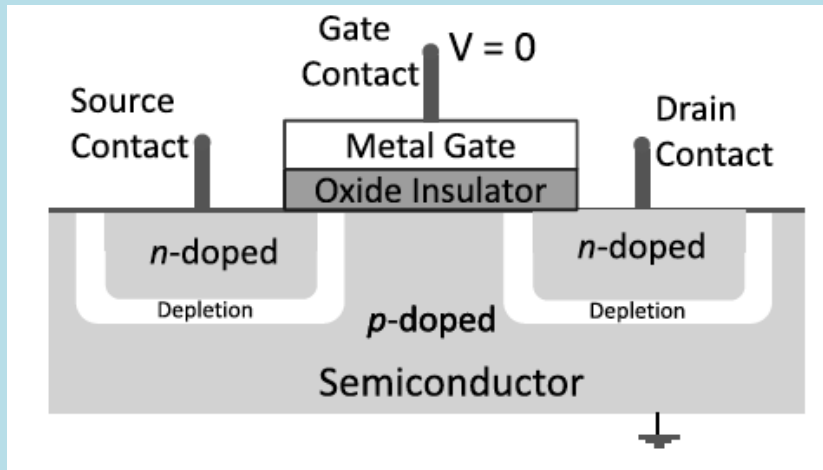 Gate
Contact
V = 0
Source
Contact
Drain
Contact
Metal Gate
Oxide Insulator
n-doped
n-doped
Depletion
Depletion
p-doped
Semiconductor